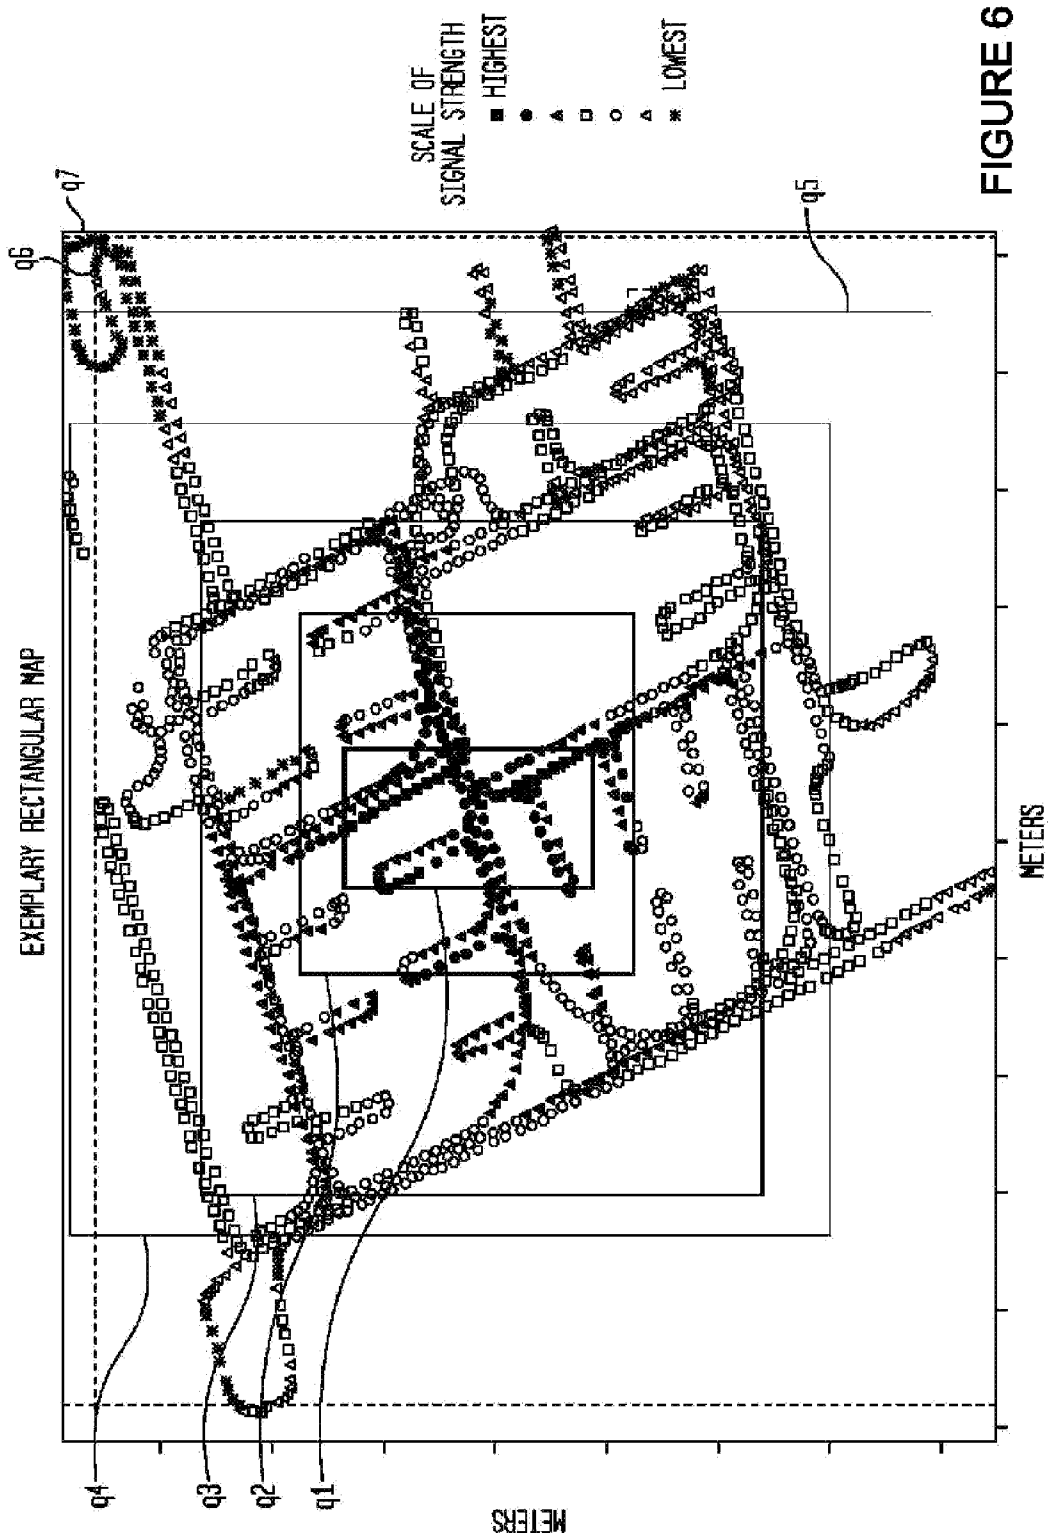 EXEMPLARY RECTANGULAR MAP
q4
q3
q2
q1
q6
q7
q5
SCALE OF
SIGNAL STRENGTH
HIGHEST
LOWEST
METERS
METERS
FIGURE 6